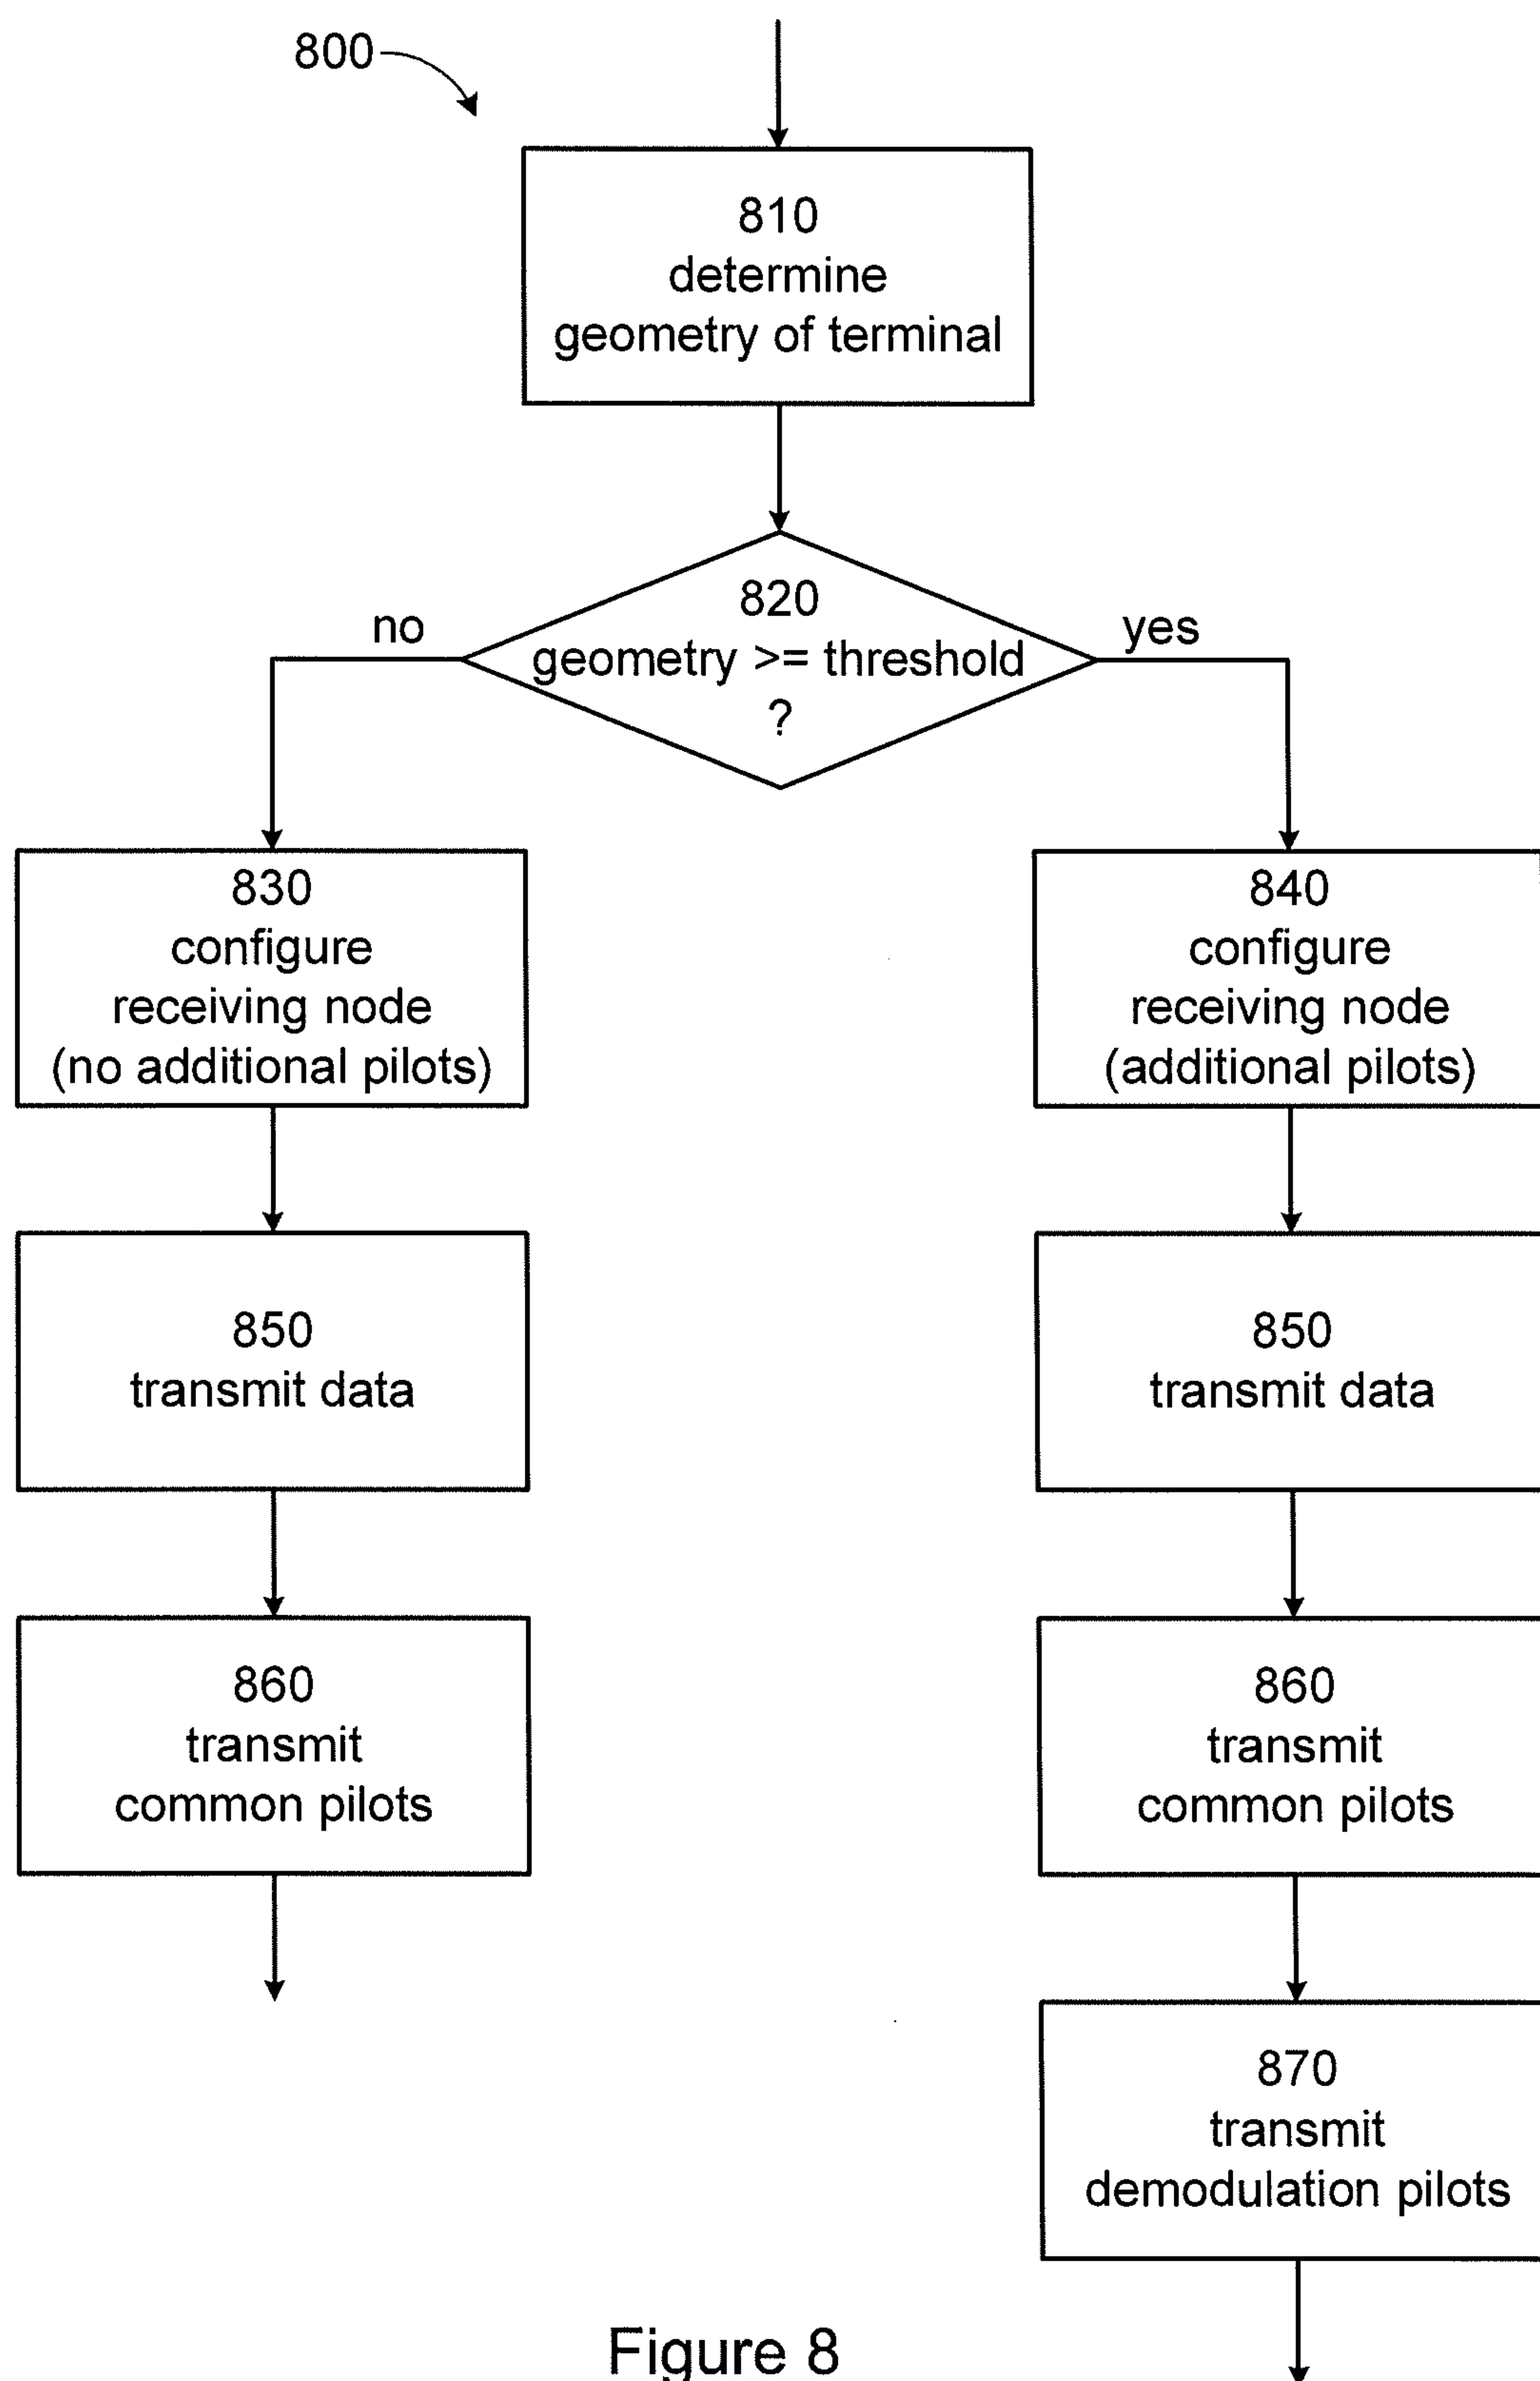 800
810
determine
geometry of terminal
820
geometry >= threshold
?
no
yes
830
configure
receiving node
(no additional pilots)
840
configure
receiving node
(additional pilots)
850
transmit data
850
transmit data
860
transmit
common pilots
860
transmit
common pilots
870
transmit
demodulation pilots
Figure 8